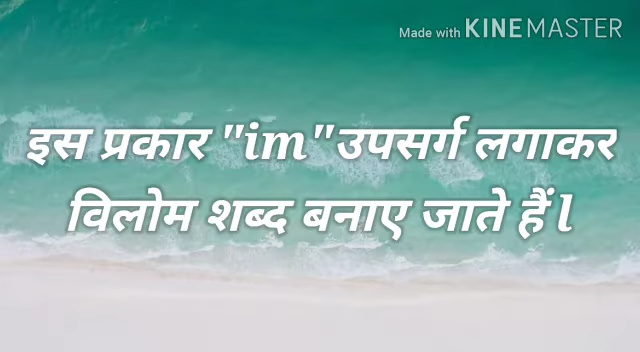 Made with KINEMASTER
इस प्रकार "im"उपसर्ग लगाकर
विलोम शब्द बनाए जाते हैं l